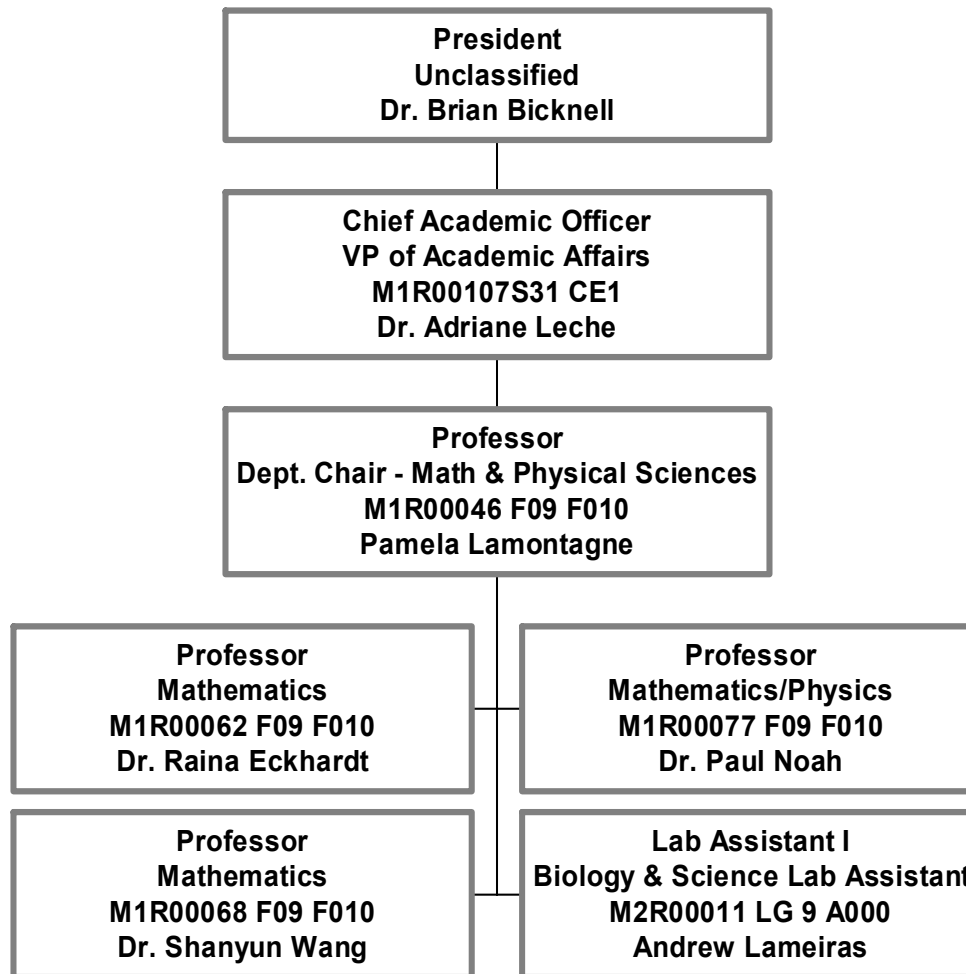 President
Unclassified
Dr. Brian Bicknell
Chief Academic Officer
VP of Academic Affairs
M1R00107S31 CE1
Dr. Adriane Leche
Professor
Dept. Chair - Math & Physical Sciences
M1R00046 F09 F010
Pamela Lamontagne
Professor
Mathematics
M1R00062 F09 F010
Dr. Raina Eckhardt
Professor
Mathematics/Physics
M1R00077 F09 F010
Dr. Paul Noah
Professor
Mathematics
M1R00068 F09 F010
Dr. Shanyun Wang
Lab Assistant I
Biology & Science Lab Assistant
M2R00011 LG 9 A000
Andrew Lameiras